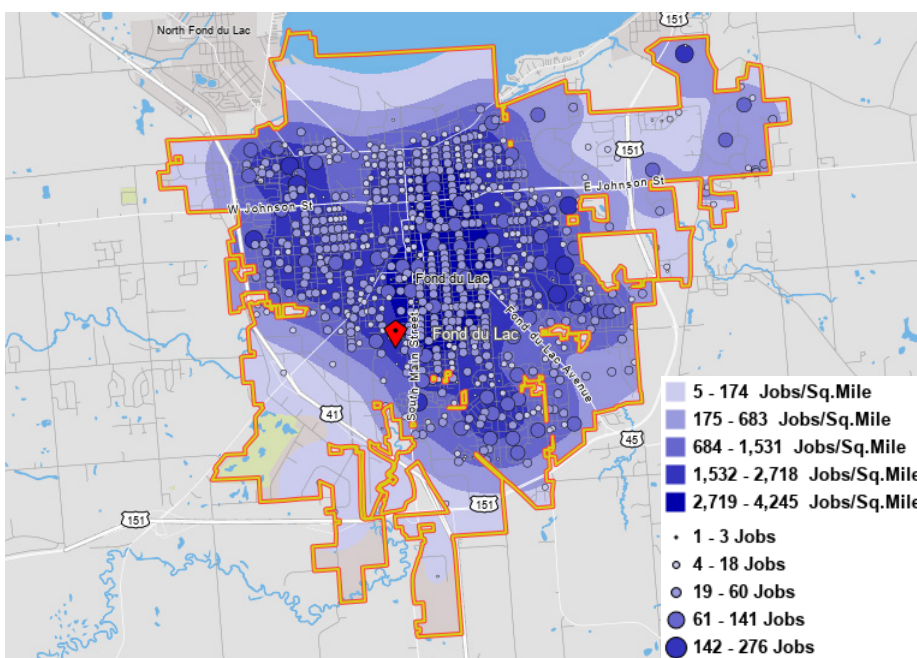 151
North Fond du Lac
151
E Johnson St
W Johnson St
Fond du Lac
Fond du Lac
South Main Street
Fond du Lac Avenue
41
45
151
151
5 - 174 Jobs/Sq.Mile
175 - 683 Jobs/Sq.Mile
684 - 1,531 Jobs/Sq.Mile
1,532 - 2,718 Jobs/Sq.Mile
2,719 - 4,245 Jobs/Sq.Mile
1 - 3 Jobs
4 - 18 Jobs
19 - 60 Jobs
61 - 141 Jobs
142 - 276 Jobs